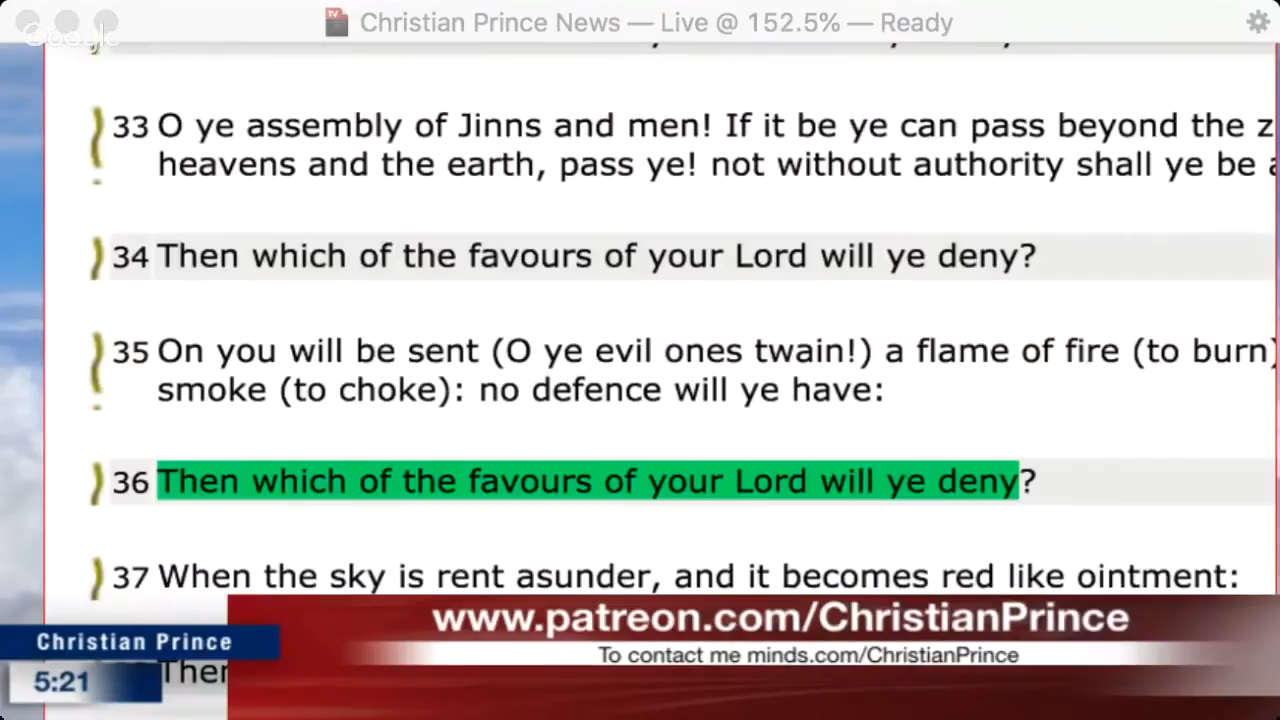 Christian Prince News — Live @ 152.5% — Ready
Google
33 O ye assembly of Jinns and men! If it be ye can pass beyond the
heavens and the earth, pass ye! not without authority shall ye be
34 Then which of the favours of your Lord will ye deny?
35 On you will be sent (O ye evil ones twain!) a flame of fire (to burn)
smoke (to choke): no defence will ye have:
36 Then which of the favours of your Lord will ye deny?
37 When the sky is rent asunder, and it becomes red like ointment:
www.patreon.com/ChristianPrince
Christian Prince
To contact me minds.com/ChristianPrince
5:21